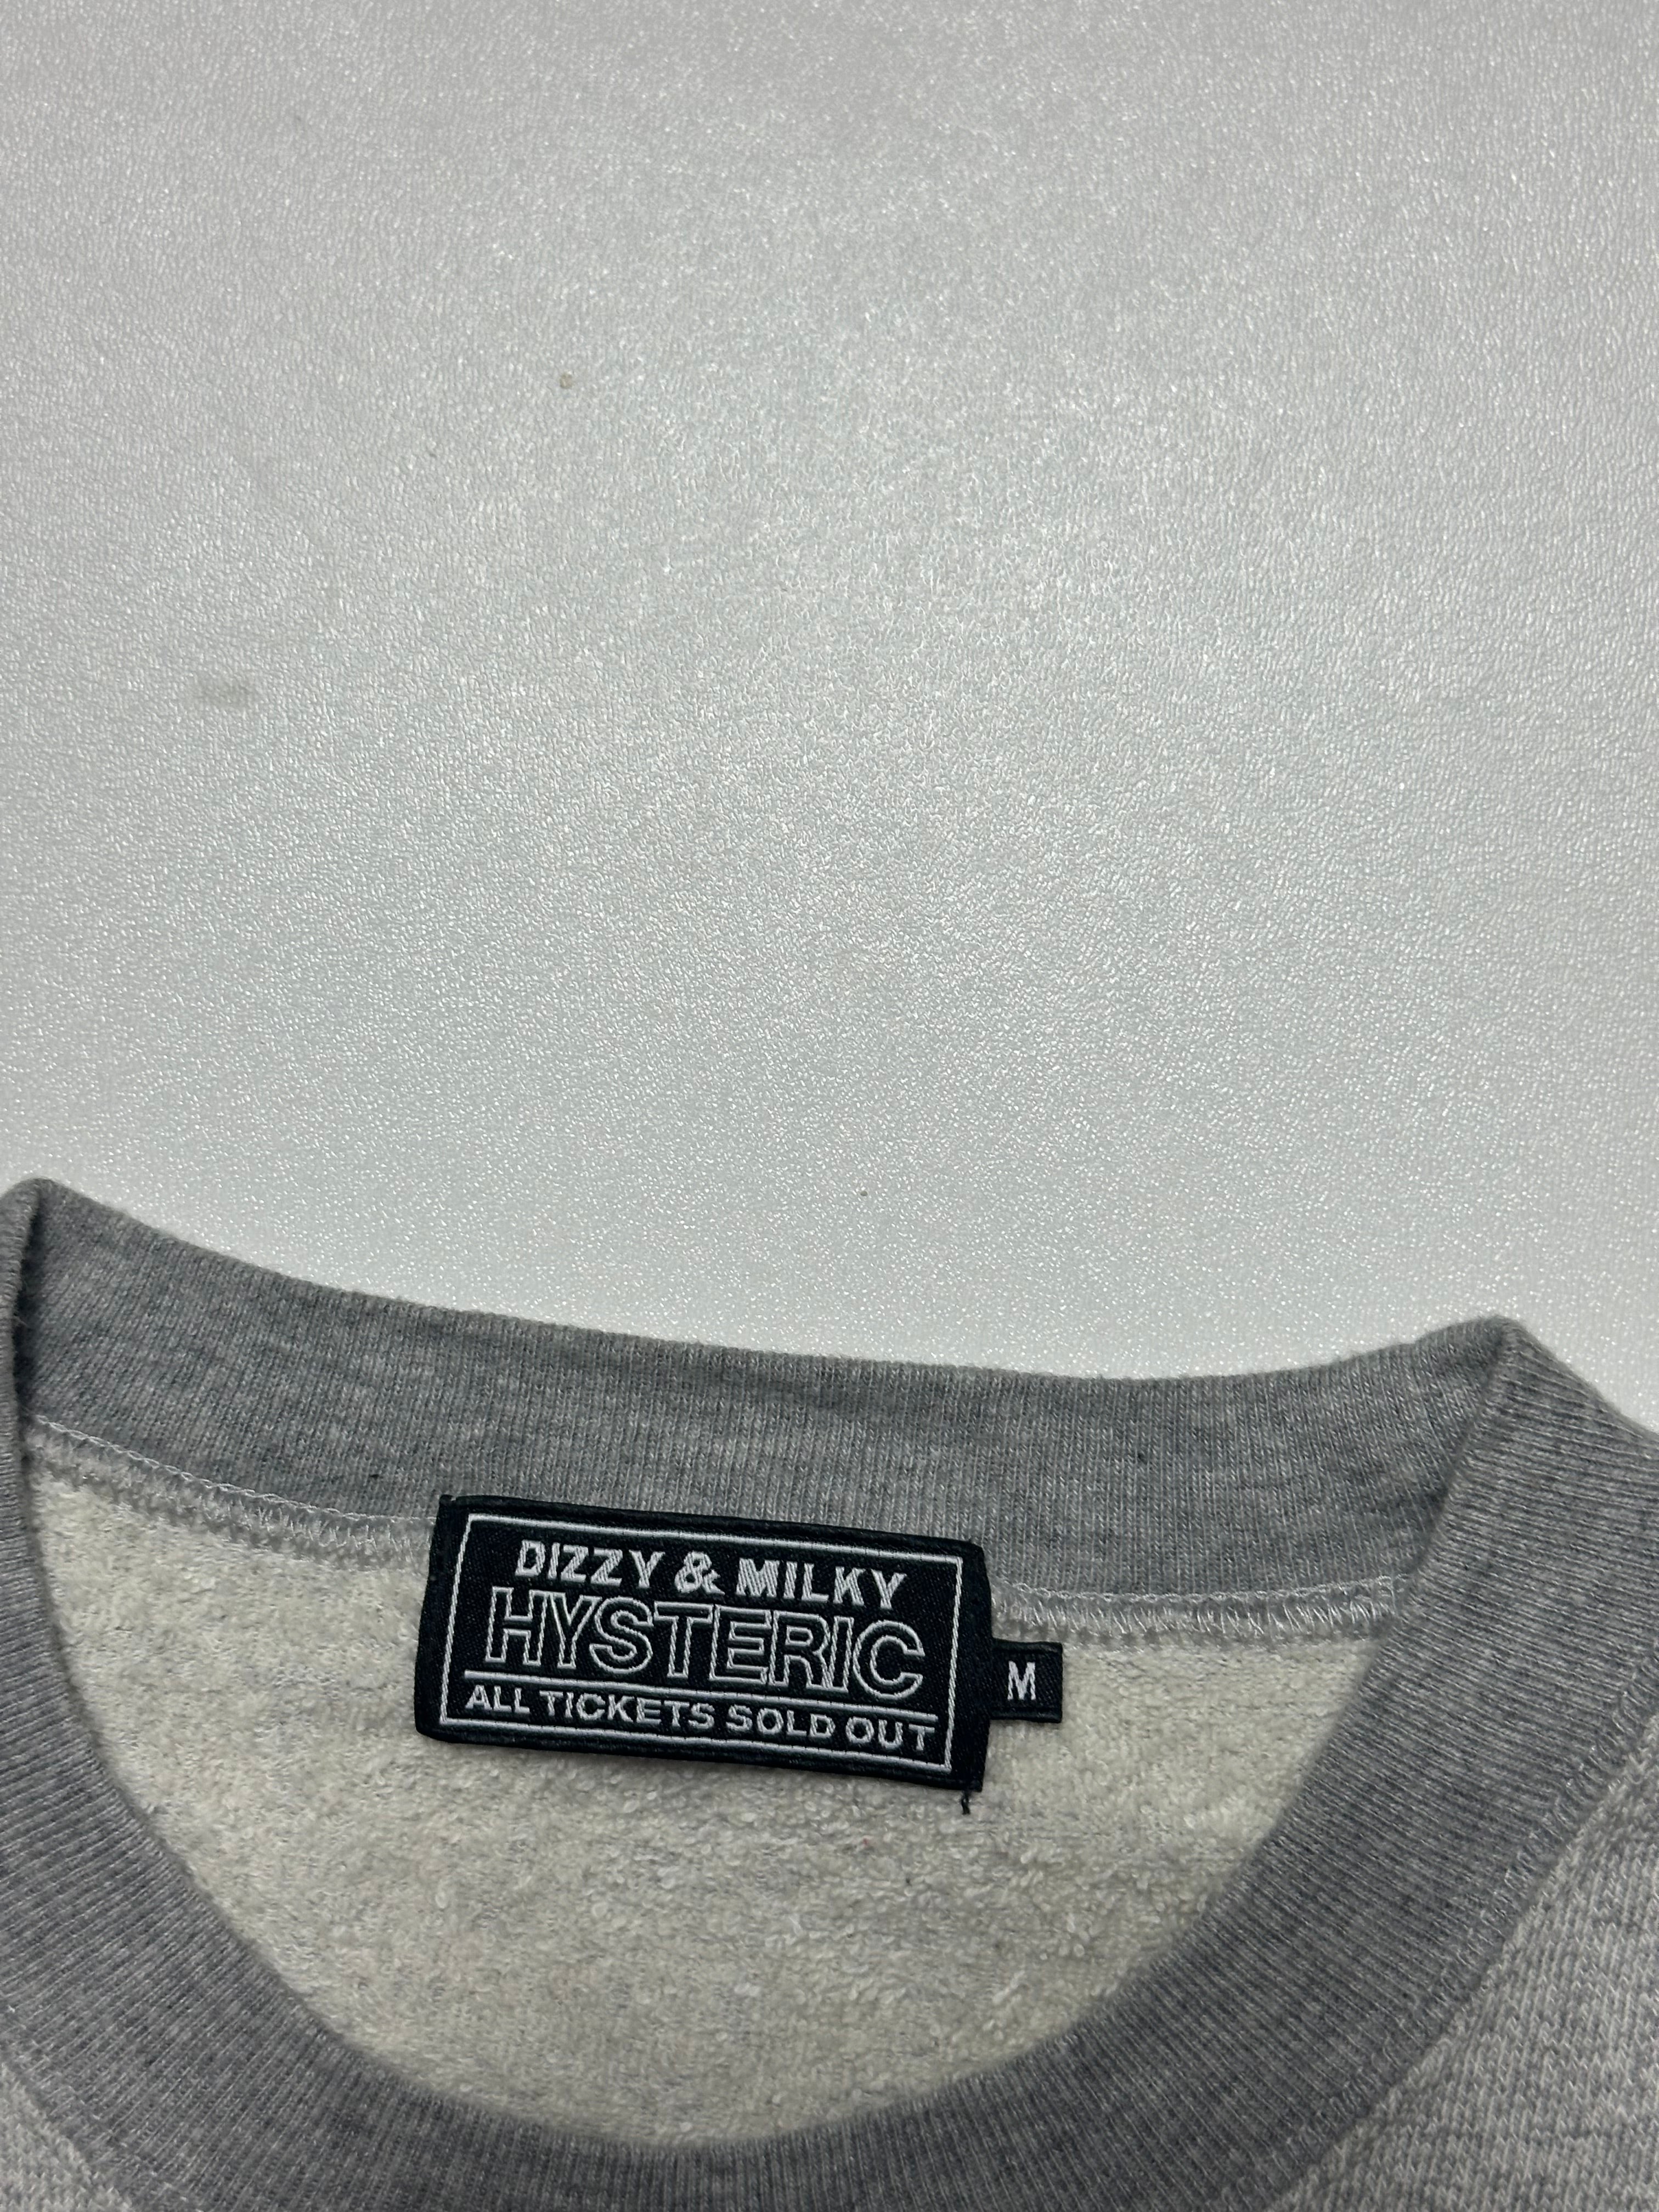 DIZZY & MILKY
HYSTERIC
ALL TICKETS SOLD OUT
M